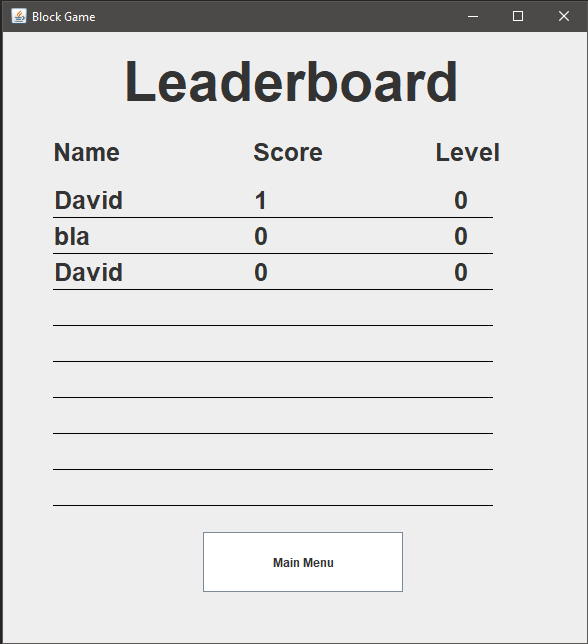 Block Game
Leaderboard
Name Score Level
David 1 0
bla 0 0
David 0 0
Main Menu